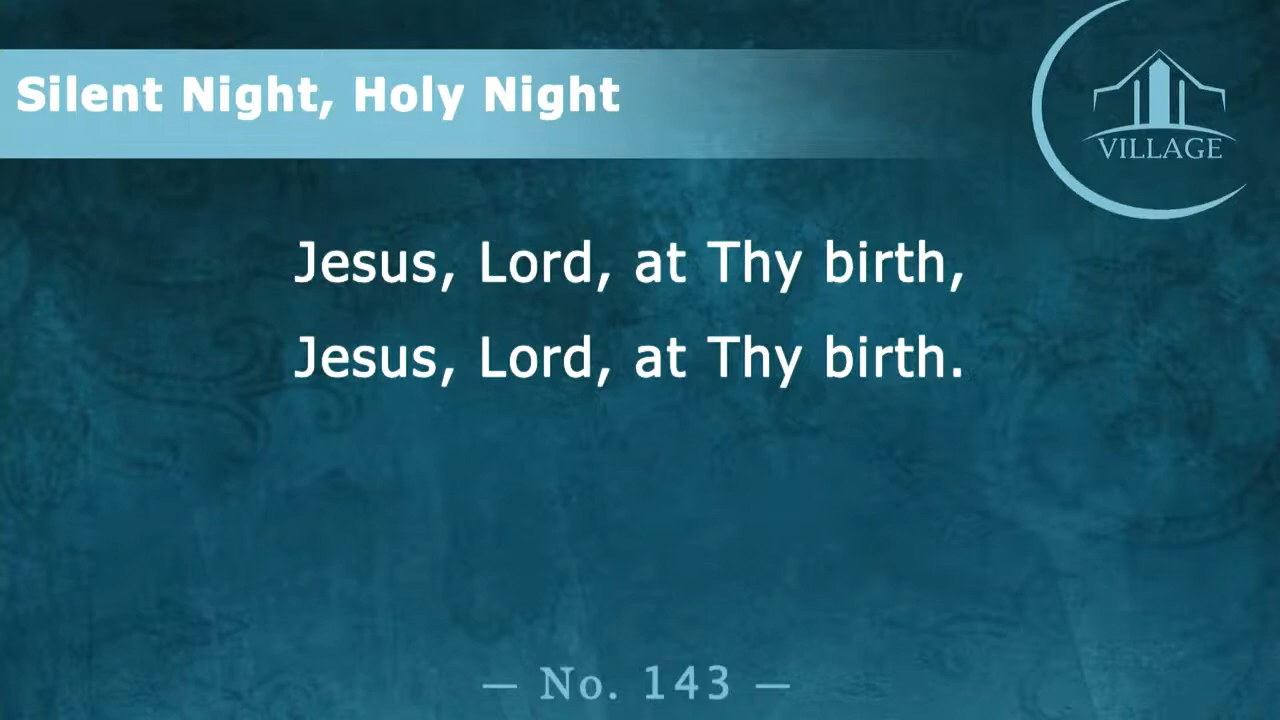 Silent Night, Holy Night
VILLAGE
Jesus, Lord, at Thy birth,
Jesus, Lord, at Thy birth.
— No. 143 —